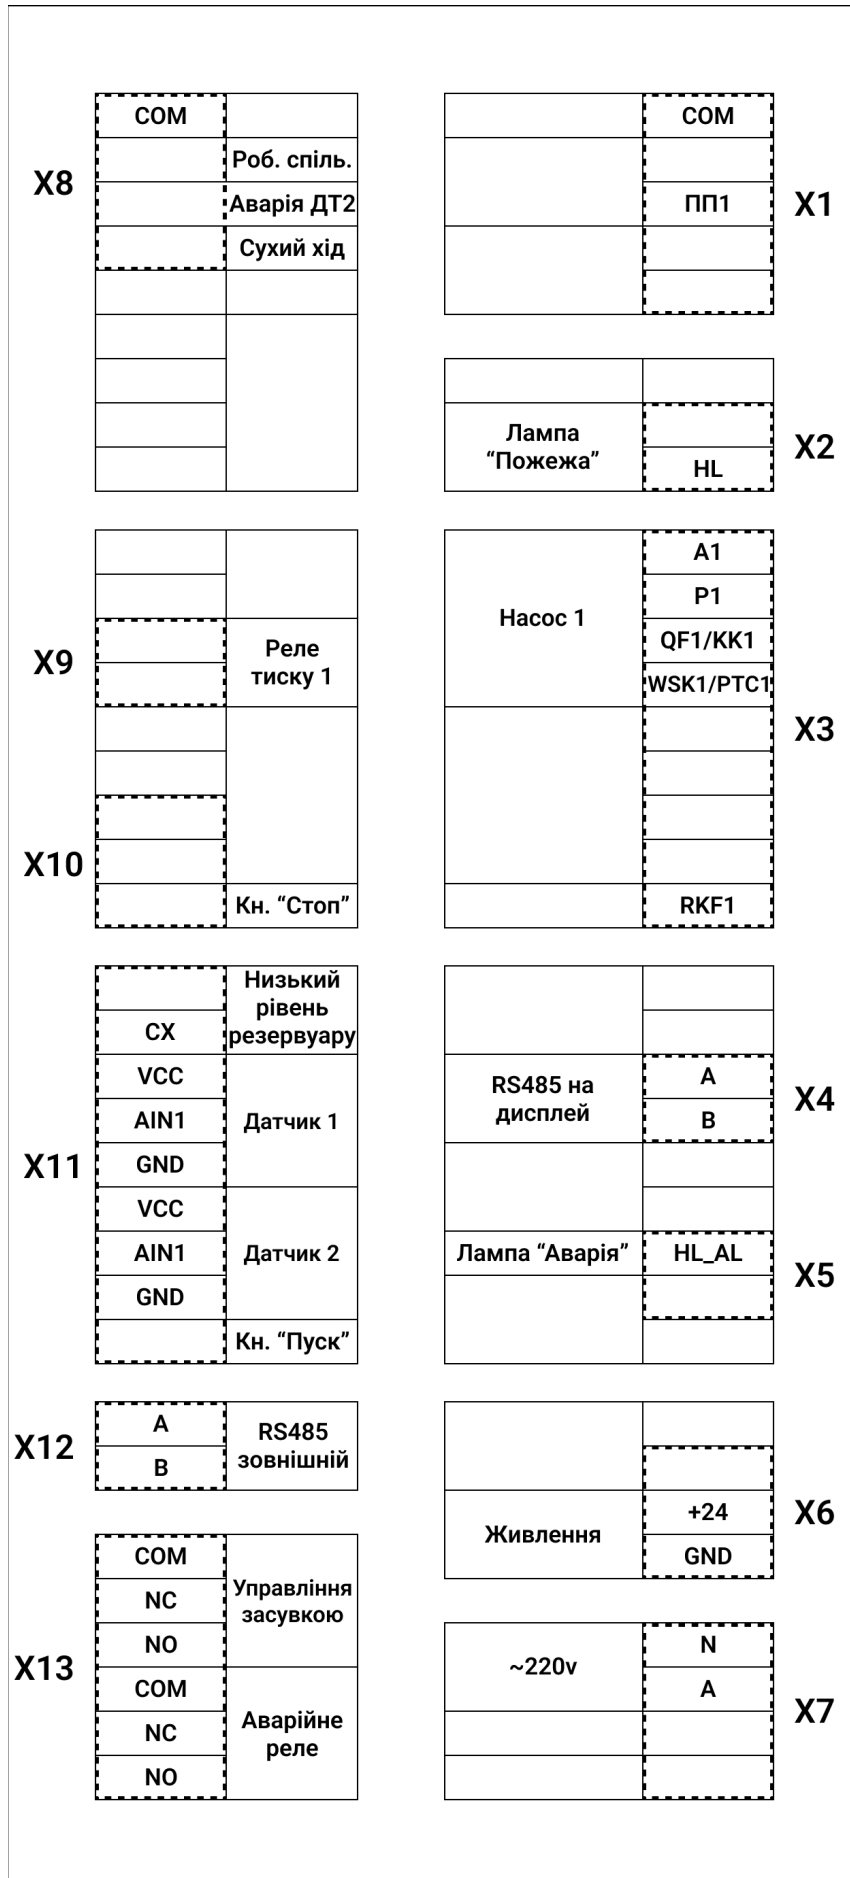 X8
COM
Роб. спіль.
Аварія ДТ2
Сухий хід
X9
Реле
тиску 1
X10
Кн. “Стоп”
X11
Низький
рівень
резервуару
CX
VCC
AIN1
GND
Датчик 1
VCC
AIN1
GND
Датчик 2
Кн. “Пуск”
X12
A
B
RS485
зовнішній
X13
COM
NC
NO
Управління
засувкою
COM
NC
NO
Аварійне
реле
COM
ПП1
X1
Лампа
“Пожежа”
HL
X2
Насос 1
A1
P1
QF1/KK1
WSK1/PTC1
RKF1
X3
RS485 на
дисплей
A
B
X4
Лампа “Аварія”
HL_AL
X5
Живлення
+24
GND
X6
~220v
N
A
X7